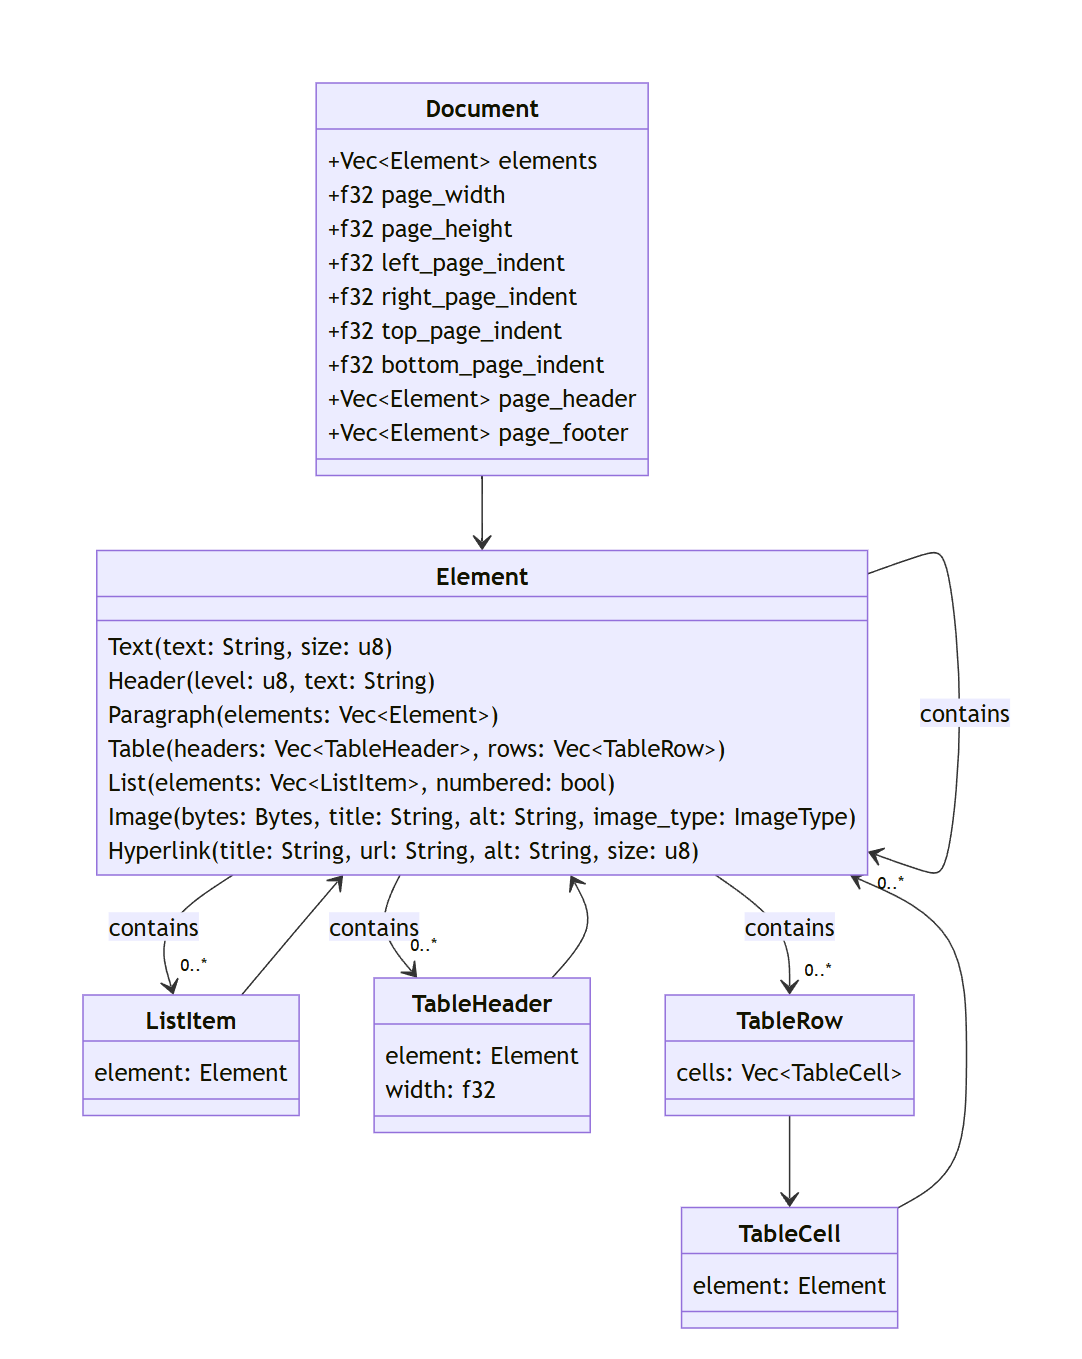 Document
+Vec<Element> elements
+f32 page_width
+f32 page_height
+f32 left_page_indent
+f32 right_page_indent
+f32 top_page_indent
+f32 bottom_page_indent
+Vec<Element> page_header
+Vec<Element> page_footer
Element
Text(text: String, size: u8)
Header(level: u8, text: String)
Paragraph(elements: Vec<Element>)
Table(headers: Vec<TableHeader>, rows: Vec<TableRow>)
List(elements: Vec<ListItem>, numbered: bool)
Image(bytes: Bytes, title: String, alt: String, image_type: ImageType)
Hyperlink(title: String, url: String, alt: String, size: u8)
contains
0..*
contains
0..*
contains
0..*
contains
0..*
ListItem
element: Element
TableHeader
element: Element
width: f32
TableRow
cells: Vec<TableCell>
TableCell
element: Element